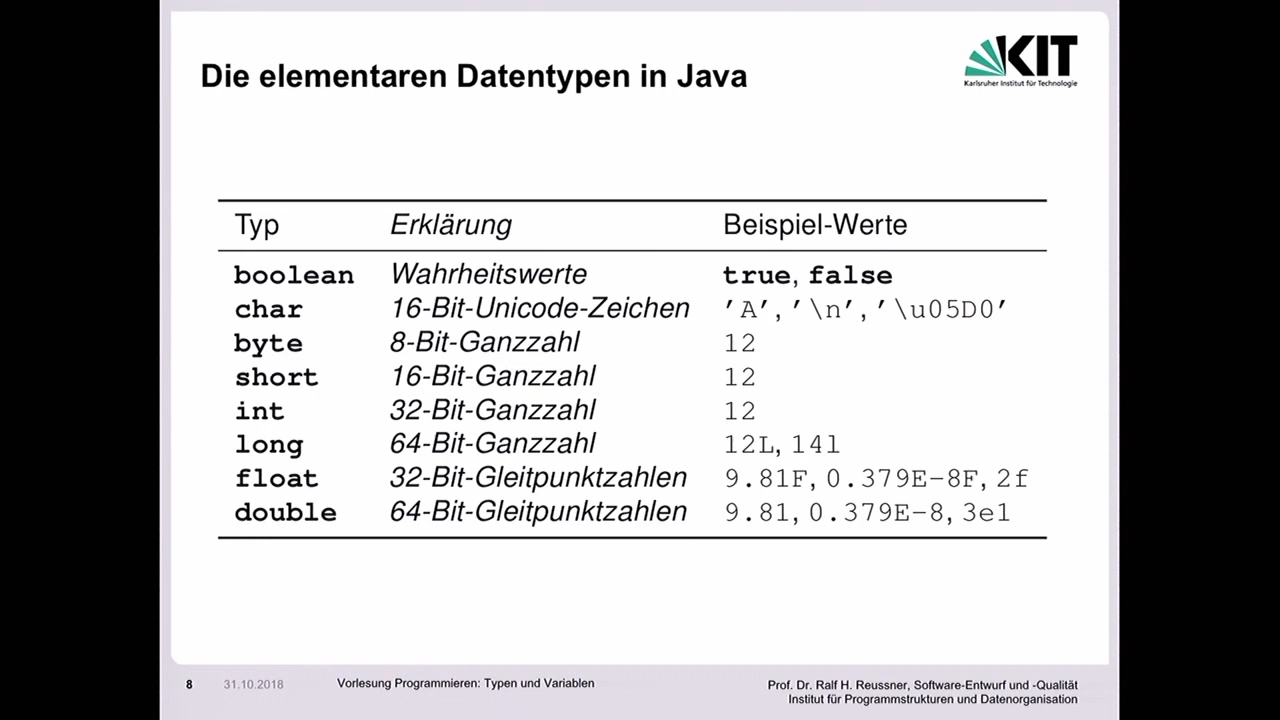 Die elementaren Datentypen in Java
KIT
Karlsruher Institut für Technologie
Typ Erklärung Beispiel-Werte
boolean Wahrheitswerte true, false
char 16-Bit-Unicode-Zeichen ’A’,’\n’,’\u05D0’
byte 8-Bit-Ganzzahl 12
short 16-Bit-Ganzzahl 12
int 32-Bit-Ganzzahl 12
long 64-Bit-Ganzzahl 12L, 14l
float 32-Bit-Gleitpunktzahlen 9.81F, 0.379E-8F, 2f
double 64-Bit-Gleitpunktzahlen 9.81, 0.379E-8, 3e1
8 31.10.2018 Vorlesung Programmieren: Typen und Variablen
Prof. Dr. Ralf H. Reussner, Software-Entwurf und -Qualität
Institut für Programmstrukturen und Datenorganisation